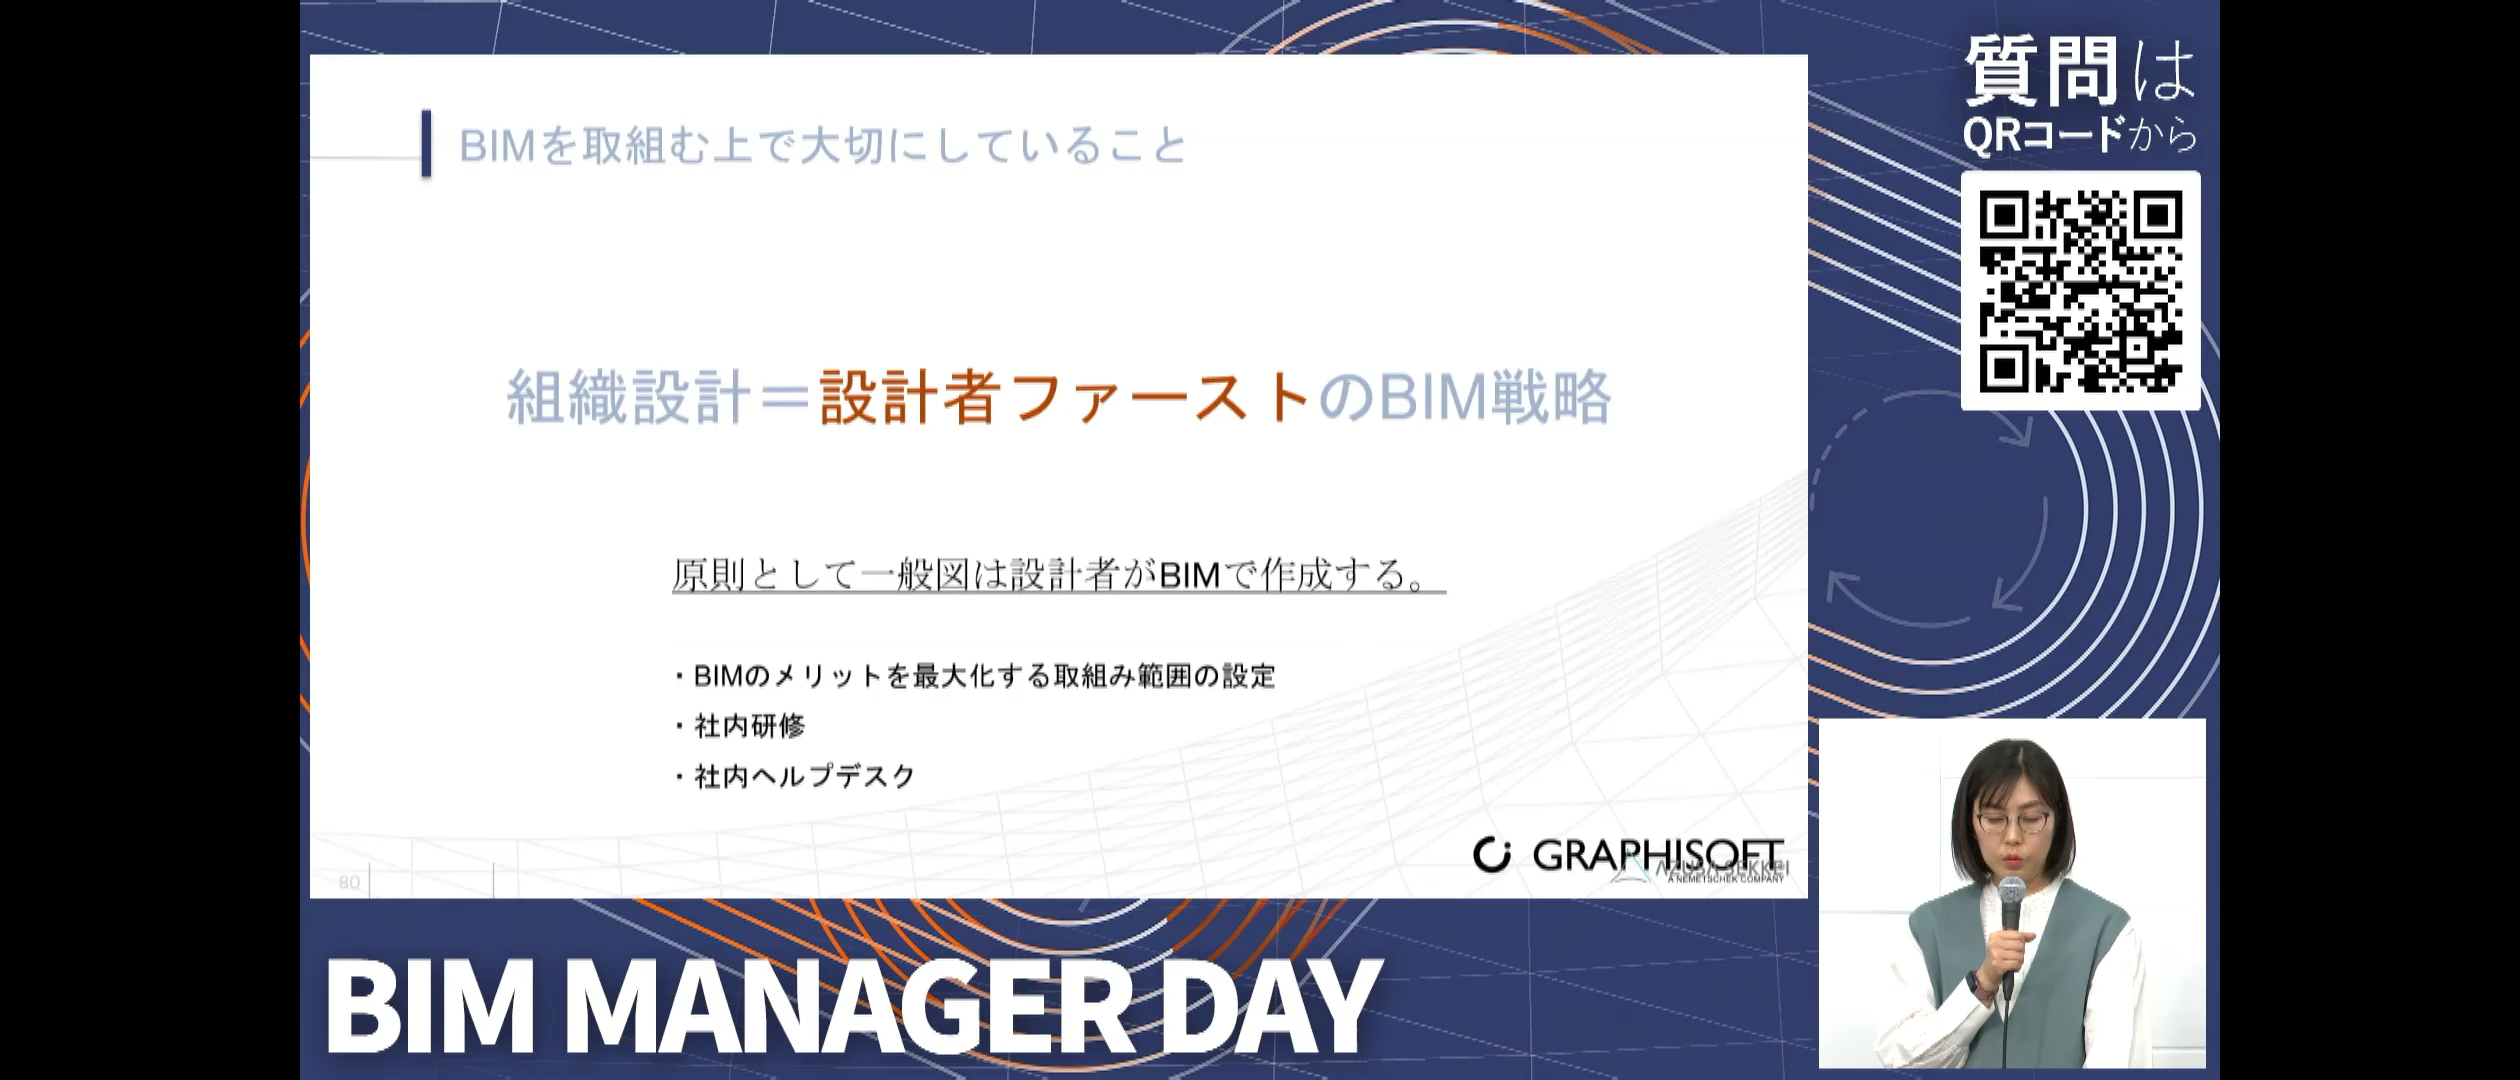 質問は
QRコードから
BIMを取組む上で大切にしていること
組織設計＝設計者ファーストのBIM戦略
原則として一般図は設計者がBIMで作成する。
・BIMのメリットを最大化する取組み範囲の設定
・社内研修
・社内ヘルプデスク
GRAPHISOFT
AZUSA SEKKEI
A NEMETSCHEK COMPANY
80
BIM MANAGER DAY